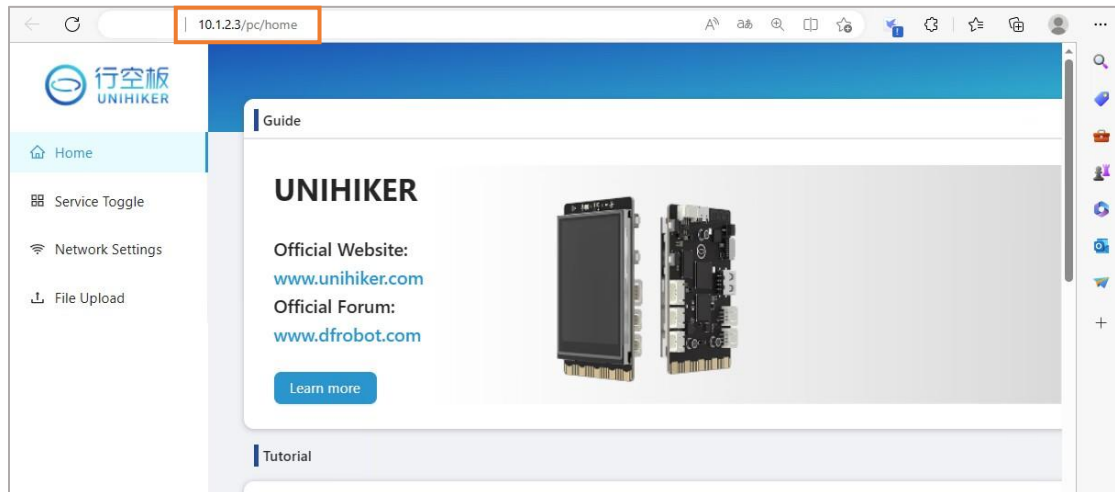 10.1.2.3/pc/home
行空板
UNIHIKER
Home
Service Toggle
Network Settings
File Upload
Guide
UNIHIKER
Official Website:
www.unihiker.com
Official Forum:
www.dfrobot.com
Learn more
Tutorial